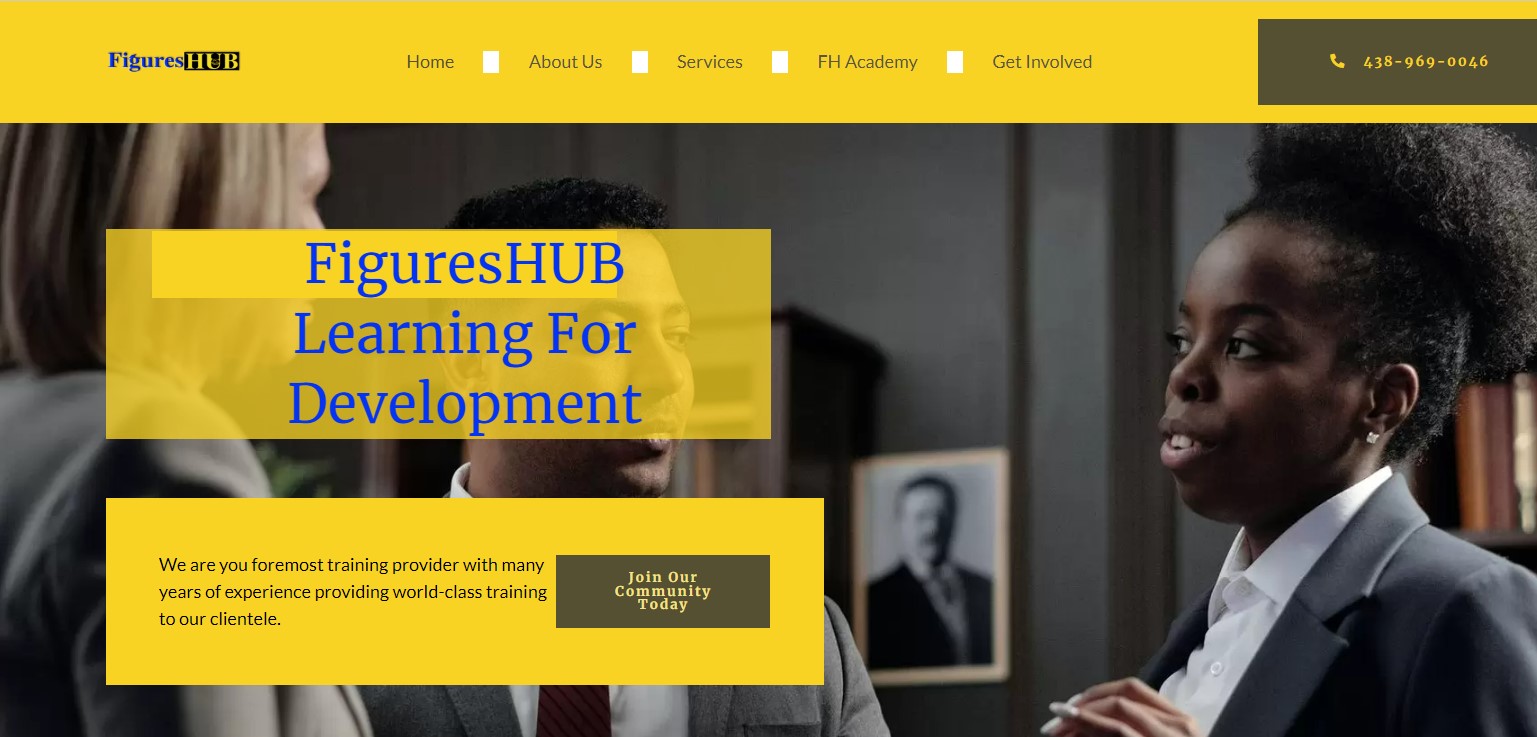 FiguresHUB
Home
About Us
Services
FH Academy
Get Involved
438-969-0046
FiguresHUB
Learning For
Development
We are you foremost training provider with many
years of experience providing world-class training
to our clientele.
Join Our
Community
Today